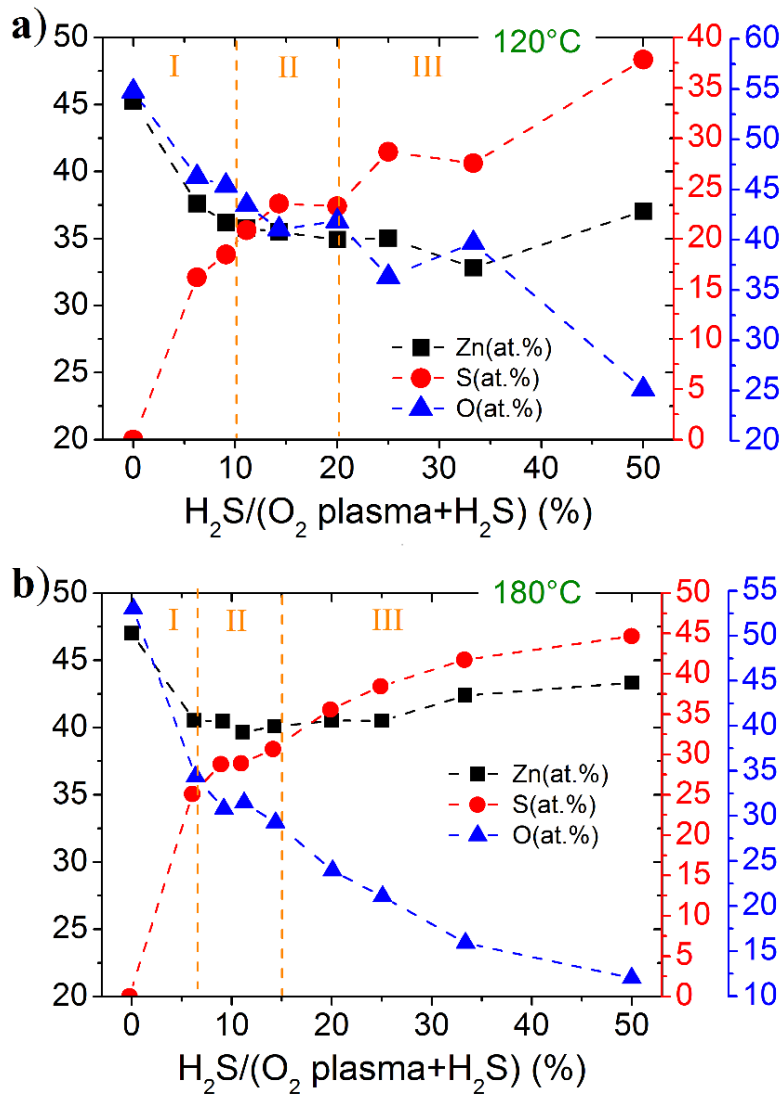 a)
I II III 120°C
50 45 40 35 30 25 20
40 35 30 25 20 15 10 5 0
60 55 50 45 40 35 30 25 20
Zn(at.%)
S(at.%)
O(at.%)
0 10 20 30 40 50
H₂S/(O₂ plasma+H₂S) (%)
b)
I II III 180°C
50 45 40 35 30 25 20
50 45 40 35 30 25 20 15 10 5 0
55 50 45 40 35 30 25 20 15 10
Zn(at.%)
S(at.%)
O(at.%)
0 10 20 30 40 50
H₂S/(O₂ plasma+H₂S) (%)